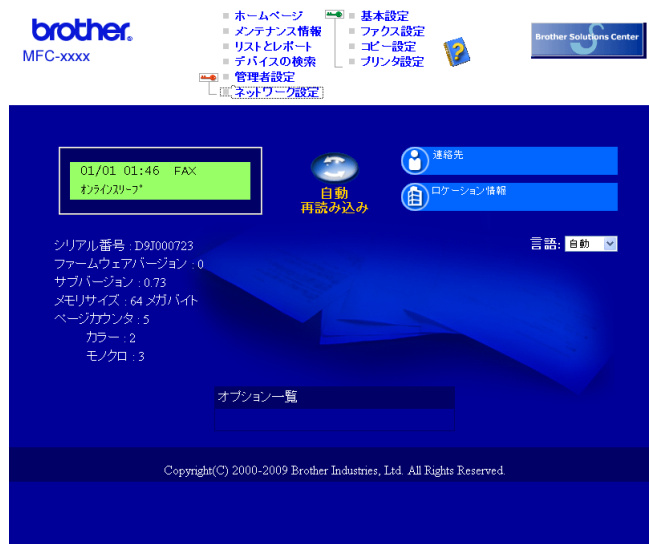 brother.
MFC-xxxx
ホームページ
メンテナンス情報
リストとレポート
デバイスの検索
管理者設定
ネットワーク設定
基本設定
ファクス設定
コピー設定
プリンタ設定
Brother Solutions Center
01/01 01:46 FAX
オンラインスリープ
自動
再読み込み
連絡先
ロケーション情報
言語: 自動
シリアル番号 : D9J000723
ファームウェアバージョン : 0
サブバージョン : 0.73
メモリサイズ : 64 メガバイト
ページカウンタ : 5
カラー : 2
モノクロ : 3
オプション一覧
Copyright(C) 2000-2009 Brother Industries, Ltd. All Rights Reserved.